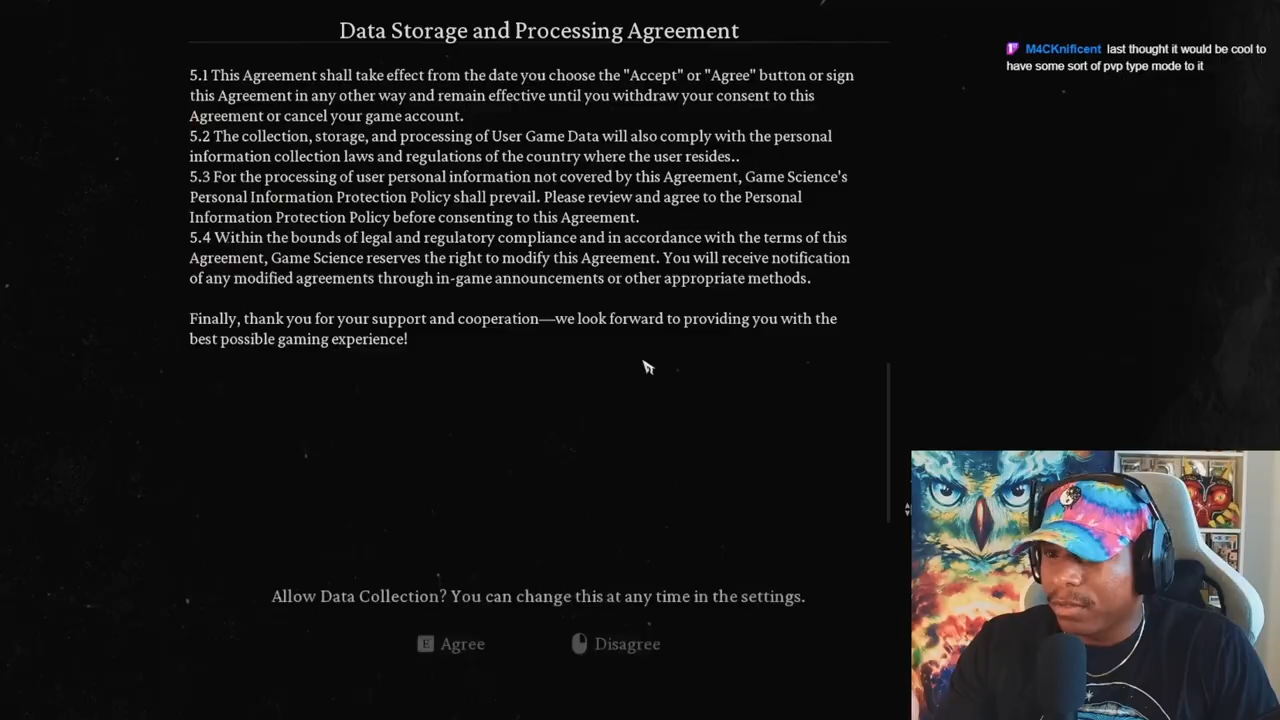 Data Storage and Processing Agreement
M4CKnificent last thought it would be cool to
have some sort of pvp type mode to it
5.1 This Agreement shall take effect from the date you choose the "Accept" or "Agree" button or sign
this Agreement in any other way and remain effective until you withdraw your consent to this
Agreement or cancel your game account.
5.2 The collection, storage, and processing of User Game Data will also comply with the personal
information collection laws and regulations of the country where the user resides..
5.3 For the processing of user personal information not covered by this Agreement, Game Science's
Personal Information Protection Policy shall prevail. Please review and agree to the Personal
Information Protection Policy before consenting to this Agreement.
5.4 Within the bounds of legal and regulatory compliance and in accordance with the terms of this
Agreement, Game Science reserves the right to modify this Agreement. You will receive notification
of any modified agreements through in-game announcements or other appropriate methods.
Finally, thank you for your support and cooperation—we look forward to providing you with the
best possible gaming experience!
Allow Data Collection? You can change this at any time in the settings.
E Agree
Disagree